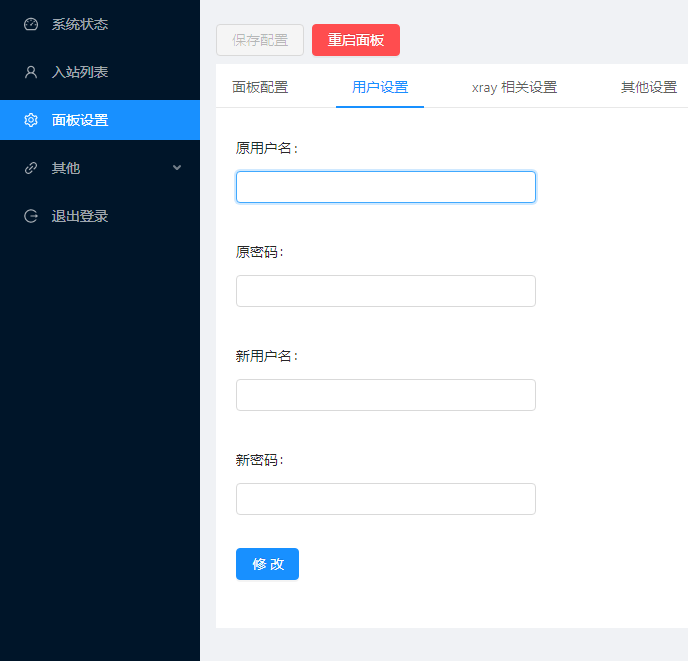 系统状态
入站列表
面板设置
其他
退出登录
保存配置 重启面板
面板配置 用户设置 xray 相关设置 其他设置
原用户名:
原密码:
新用户名:
新密码:
修 改